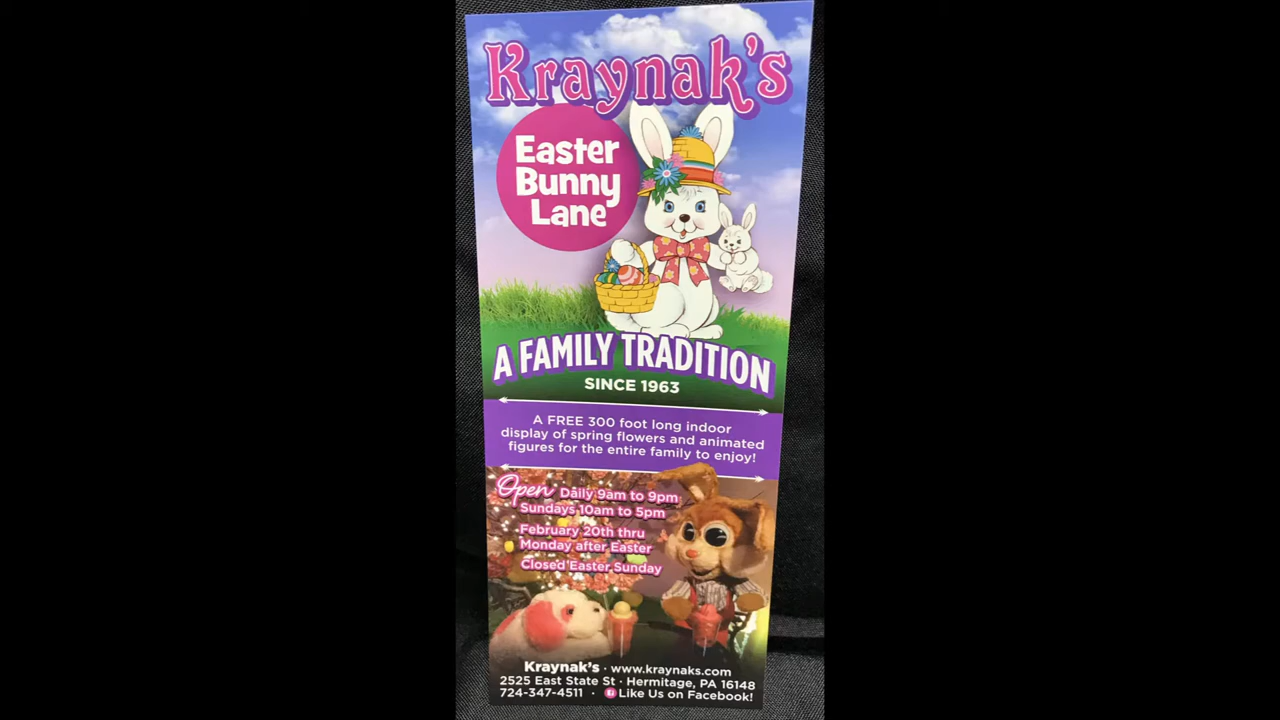 Kraynak's
Easter
Bunny
Lane
A FAMILY TRADITION
SINCE 1963
A FREE 300 foot long indoor
display of spring flowers and animated
figures for the entire family to enjoy!
Open Daily 9am to 9pm
Sundays 10am to 5pm
February 20th thru
Monday after Easter
Closed Easter Sunday
Kraynak's · www.kraynaks.com
2525 East State St · Hermitage, PA 16148
724-347-4511 · Like Us on Facebook!